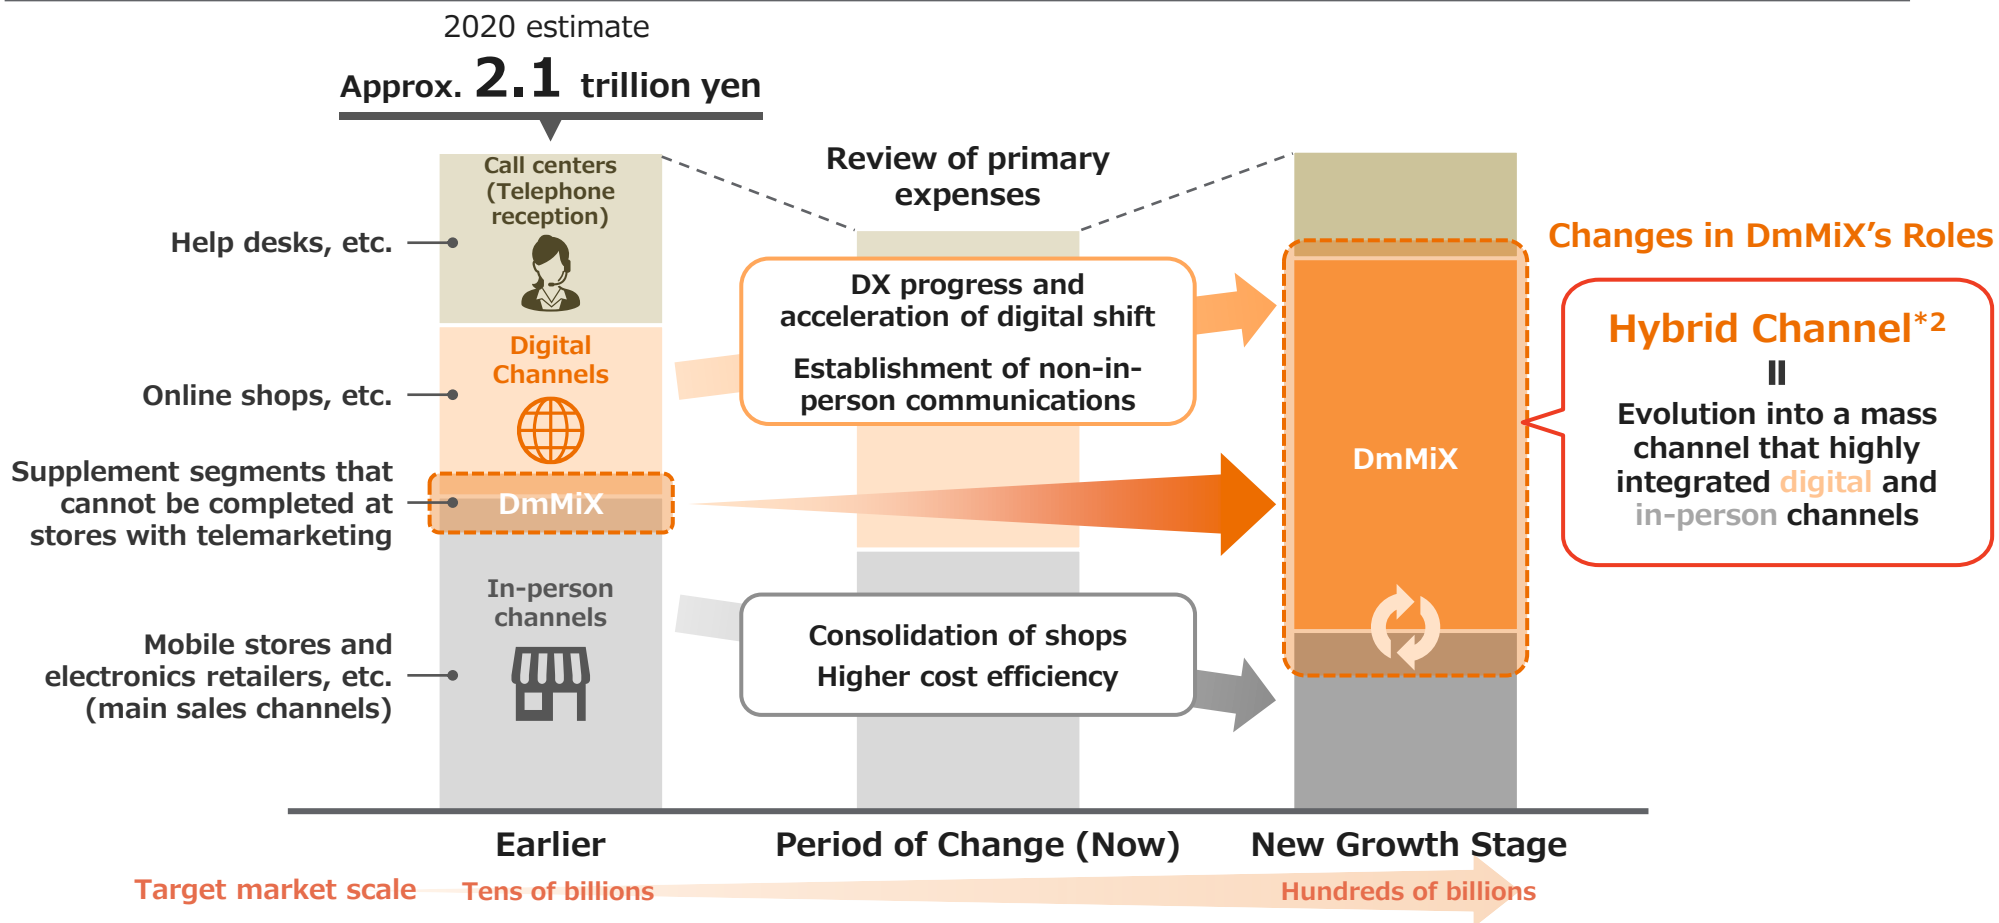 2020 estimate
Approx. 2.1 trillion yen
Call centers
(Telephone
reception)
Help desks, etc.
Digital
Channels
Online shops, etc.
Supplement segments that
cannot be completed at
stores with telemarketing
DmMiX
In-person
channels
Mobile stores and
electronics retailers, etc.
(main sales channels)
Review of primary
expenses
DX progress and
acceleration of digital shift
Establishment of non-in-
person communications
Consolidation of shops
Higher cost efficiency
DmMiX
Changes in DmMiX’s Roles
Hybrid Channel*2
=
Evolution into a mass
channel that highly
integrated digital and
in-person channels
Earlier
Period of Change (Now)
New Growth Stage
Target market scale
Tens of billions
Hundreds of billions